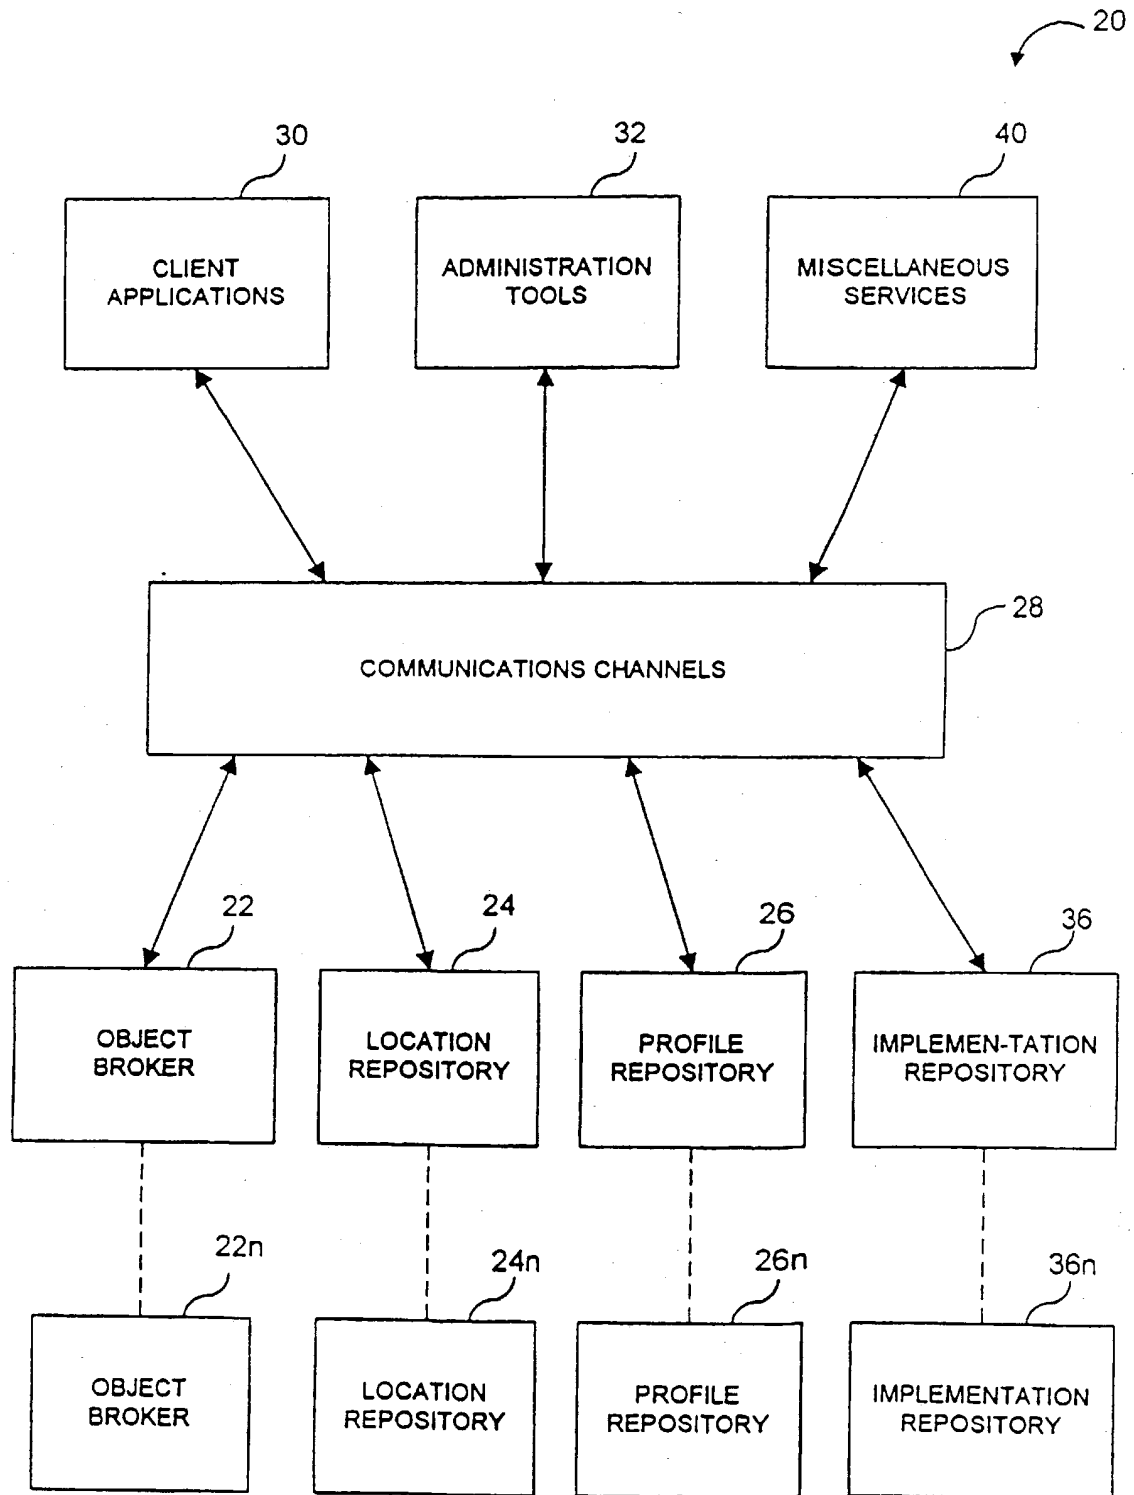 20
30
32
40
CLIENT
APPLICATIONS
ADMINISTRATION
TOOLS
MISCELLANEOUS
SERVICES
28
COMMUNICATIONS CHANNELS
22
24
26
36
OBJECT
BROKER
LOCATION
REPOSITORY
PROFILE
REPOSITORY
IMPLEMEN-TATION
REPOSITORY
22n
24n
26n
36n
OBJECT
BROKER
LOCATION
REPOSITORY
PROFILE
REPOSITORY
IMPLEMENTATION
REPOSITORY